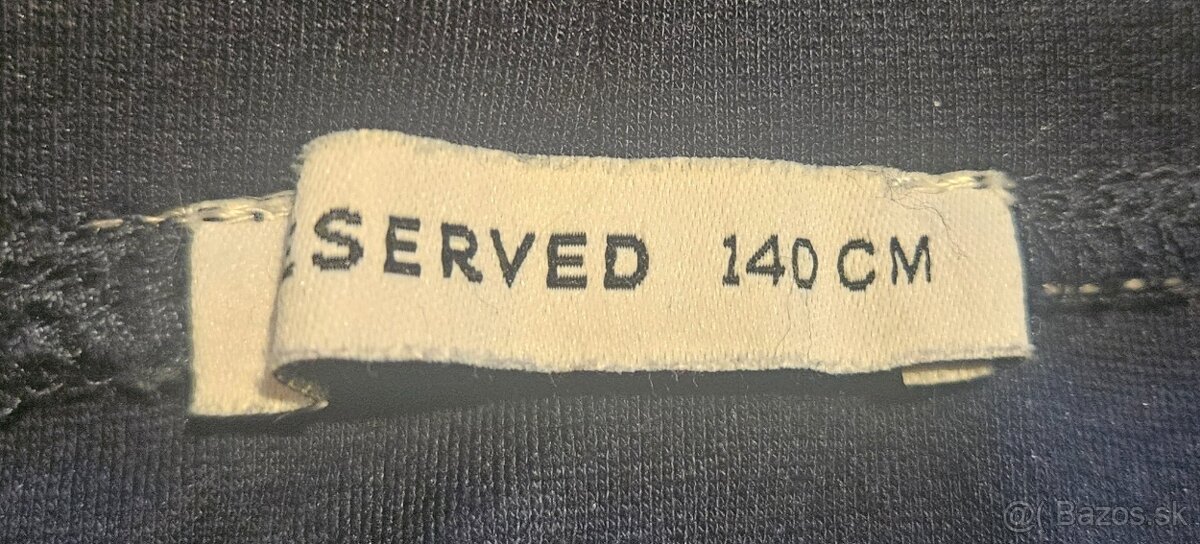 ESERVED 140 CM
@( Bazos.sk